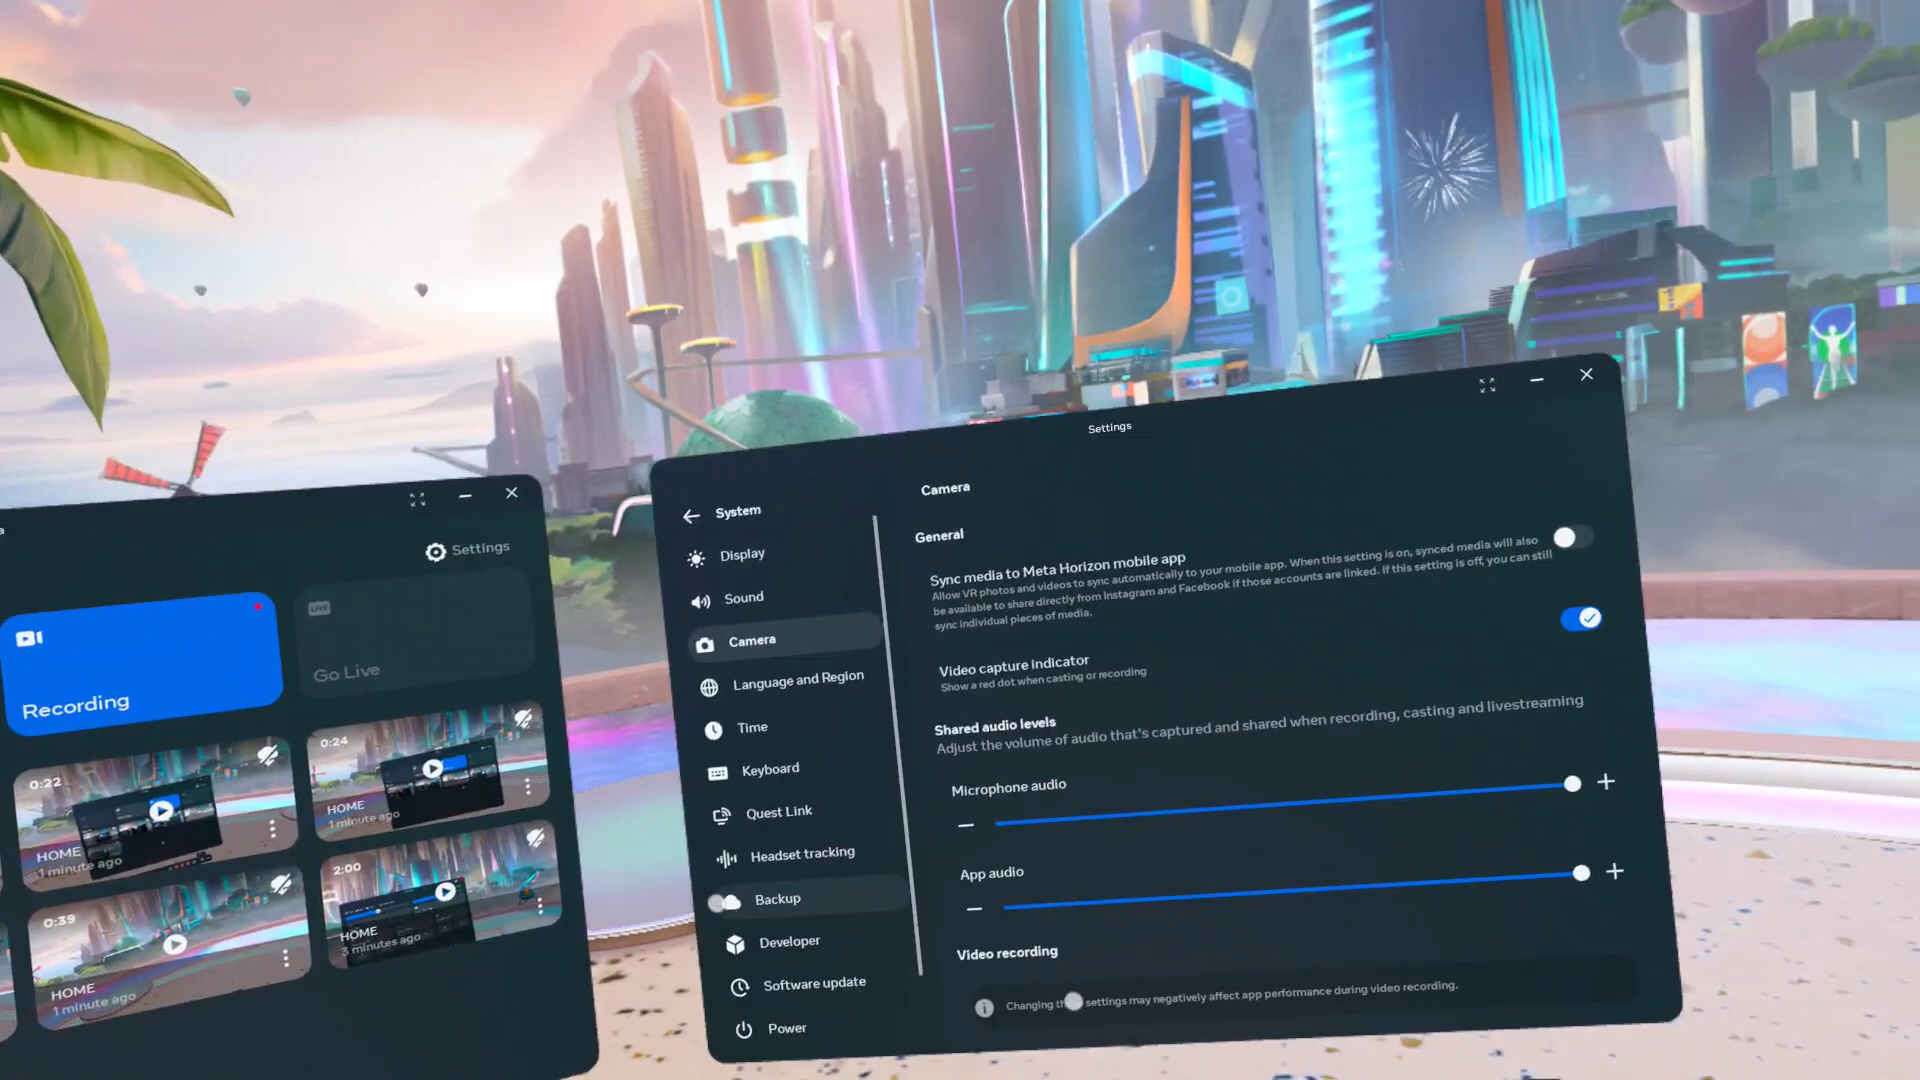 Settings
LIVE
Recording
Go Live
0:22
HOME
1 minute ago
0:24
HOME
1 minute ago
0:39
HOME
1 minute ago
2:00
HOME
3 minutes ago
Settings
System
Display
Sound
Camera
Language and Region
Time
Keyboard
Quest Link
Headset tracking
Backup
Developer
Software update
Power
Camera
General
Sync media to Meta Horizon mobile app
Allow VR photos and videos to sync automatically to your mobile app. When this setting is on, synced media will also
be available to share directly from Instagram and Facebook if those accounts are linked. If this setting is off, you can still
sync individual pieces of media.
Video capture indicator
Show a red dot when casting or recording
Shared audio levels
Adjust the volume of audio that's captured and shared when recording, casting and livestreaming
Microphone audio
App audio
Video recording
Changing settings may negatively affect app performance during video recording.